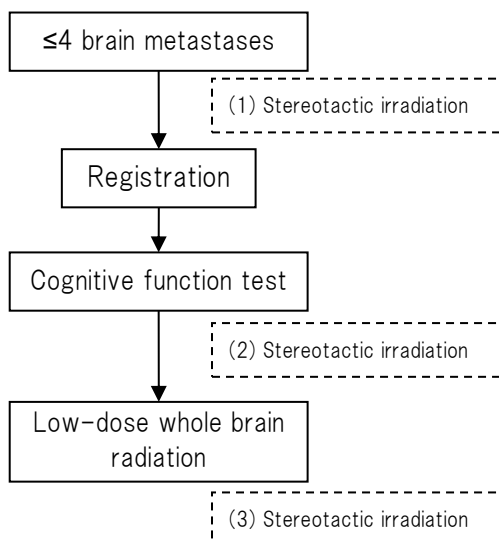 ≤4 brain metastases
(1) Stereotactic irradiation
Registration
Cognitive function test
(2) Stereotactic irradiation
Low-dose whole brain
radiation
(3) Stereotactic irradiation